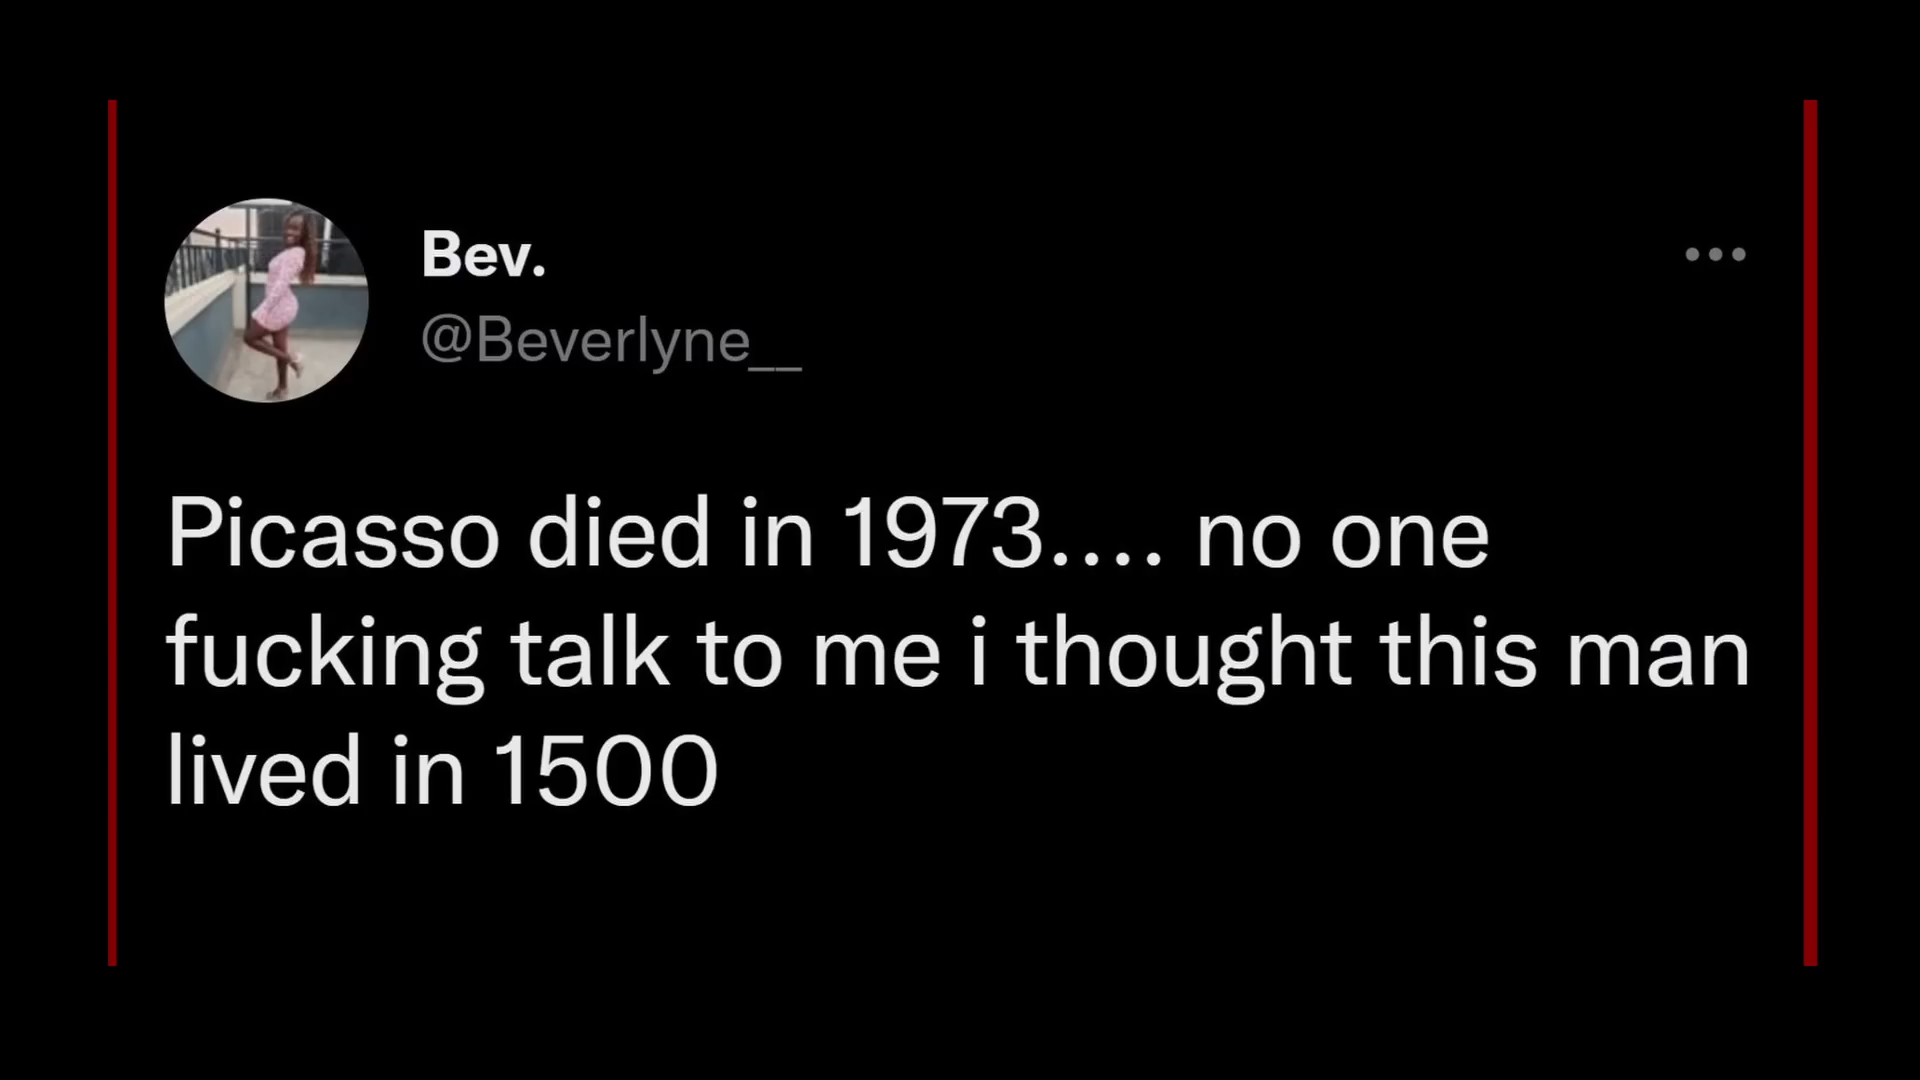 Bev.
@Beverlyne__
Picasso died in 1973.... no one
fucking talk to me i thought this man
lived in 1500